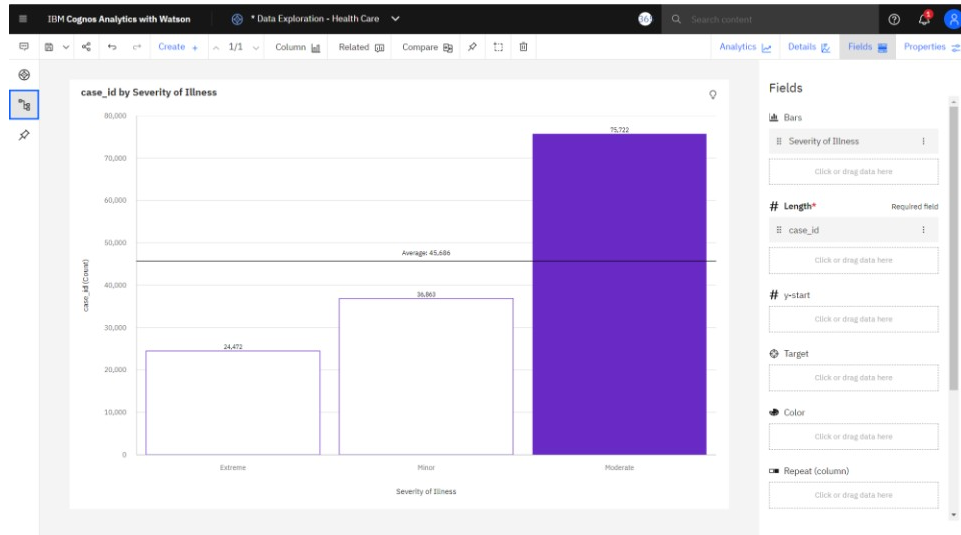 IBM Cognos Analytics with Watson
* Data Exploration - Health Care
Search content
Create +
1/1
Column
Related
Compare
Analytics
Details
Fields
Properties
case_id by Severity of Illness
80,000
70,000
60,000
50,000
40,000
30,000
20,000
10,000
0
case_id (Count)
75,722
Average: 45,686
36,863
24,472
Extreme
Minor
Moderate
Severity of Illness
Fields
Bars
Severity of Illness
Click or drag data here
# Length*
Required field
case_id
Click or drag data here
# y-start
Click or drag data here
Target
Click or drag data here
Color
Click or drag data here
Repeat (column)
Click or drag data here